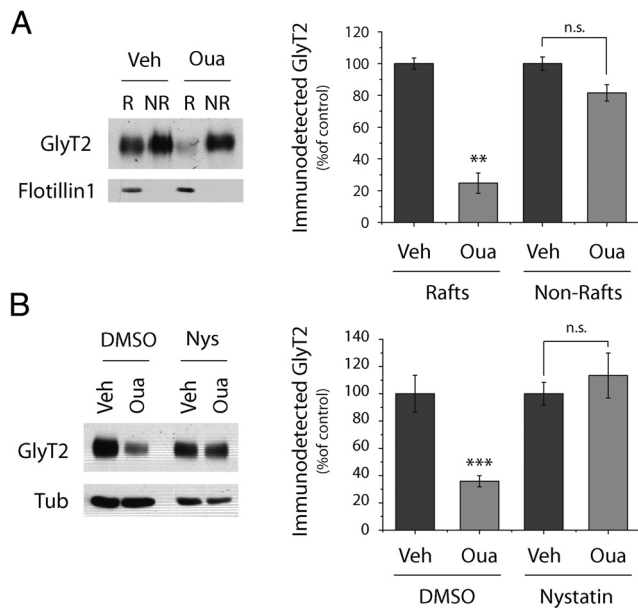 A
Veh Oua
R NR R NR
GlyT2
Flotillin1
Immunodetected GlyT2
(%of control)
120
100
80
60
40
20
0
**
n.s.
Veh Oua Veh Oua
Rafts Non-Rafts
B
DMSO Nys
Veh Oua Veh Oua
GlyT2
Tub
Immunodetected GlyT2
(%of control)
140
120
100
80
60
40
20
0
***
n.s.
Veh Oua Veh Oua
DMSO Nystatin